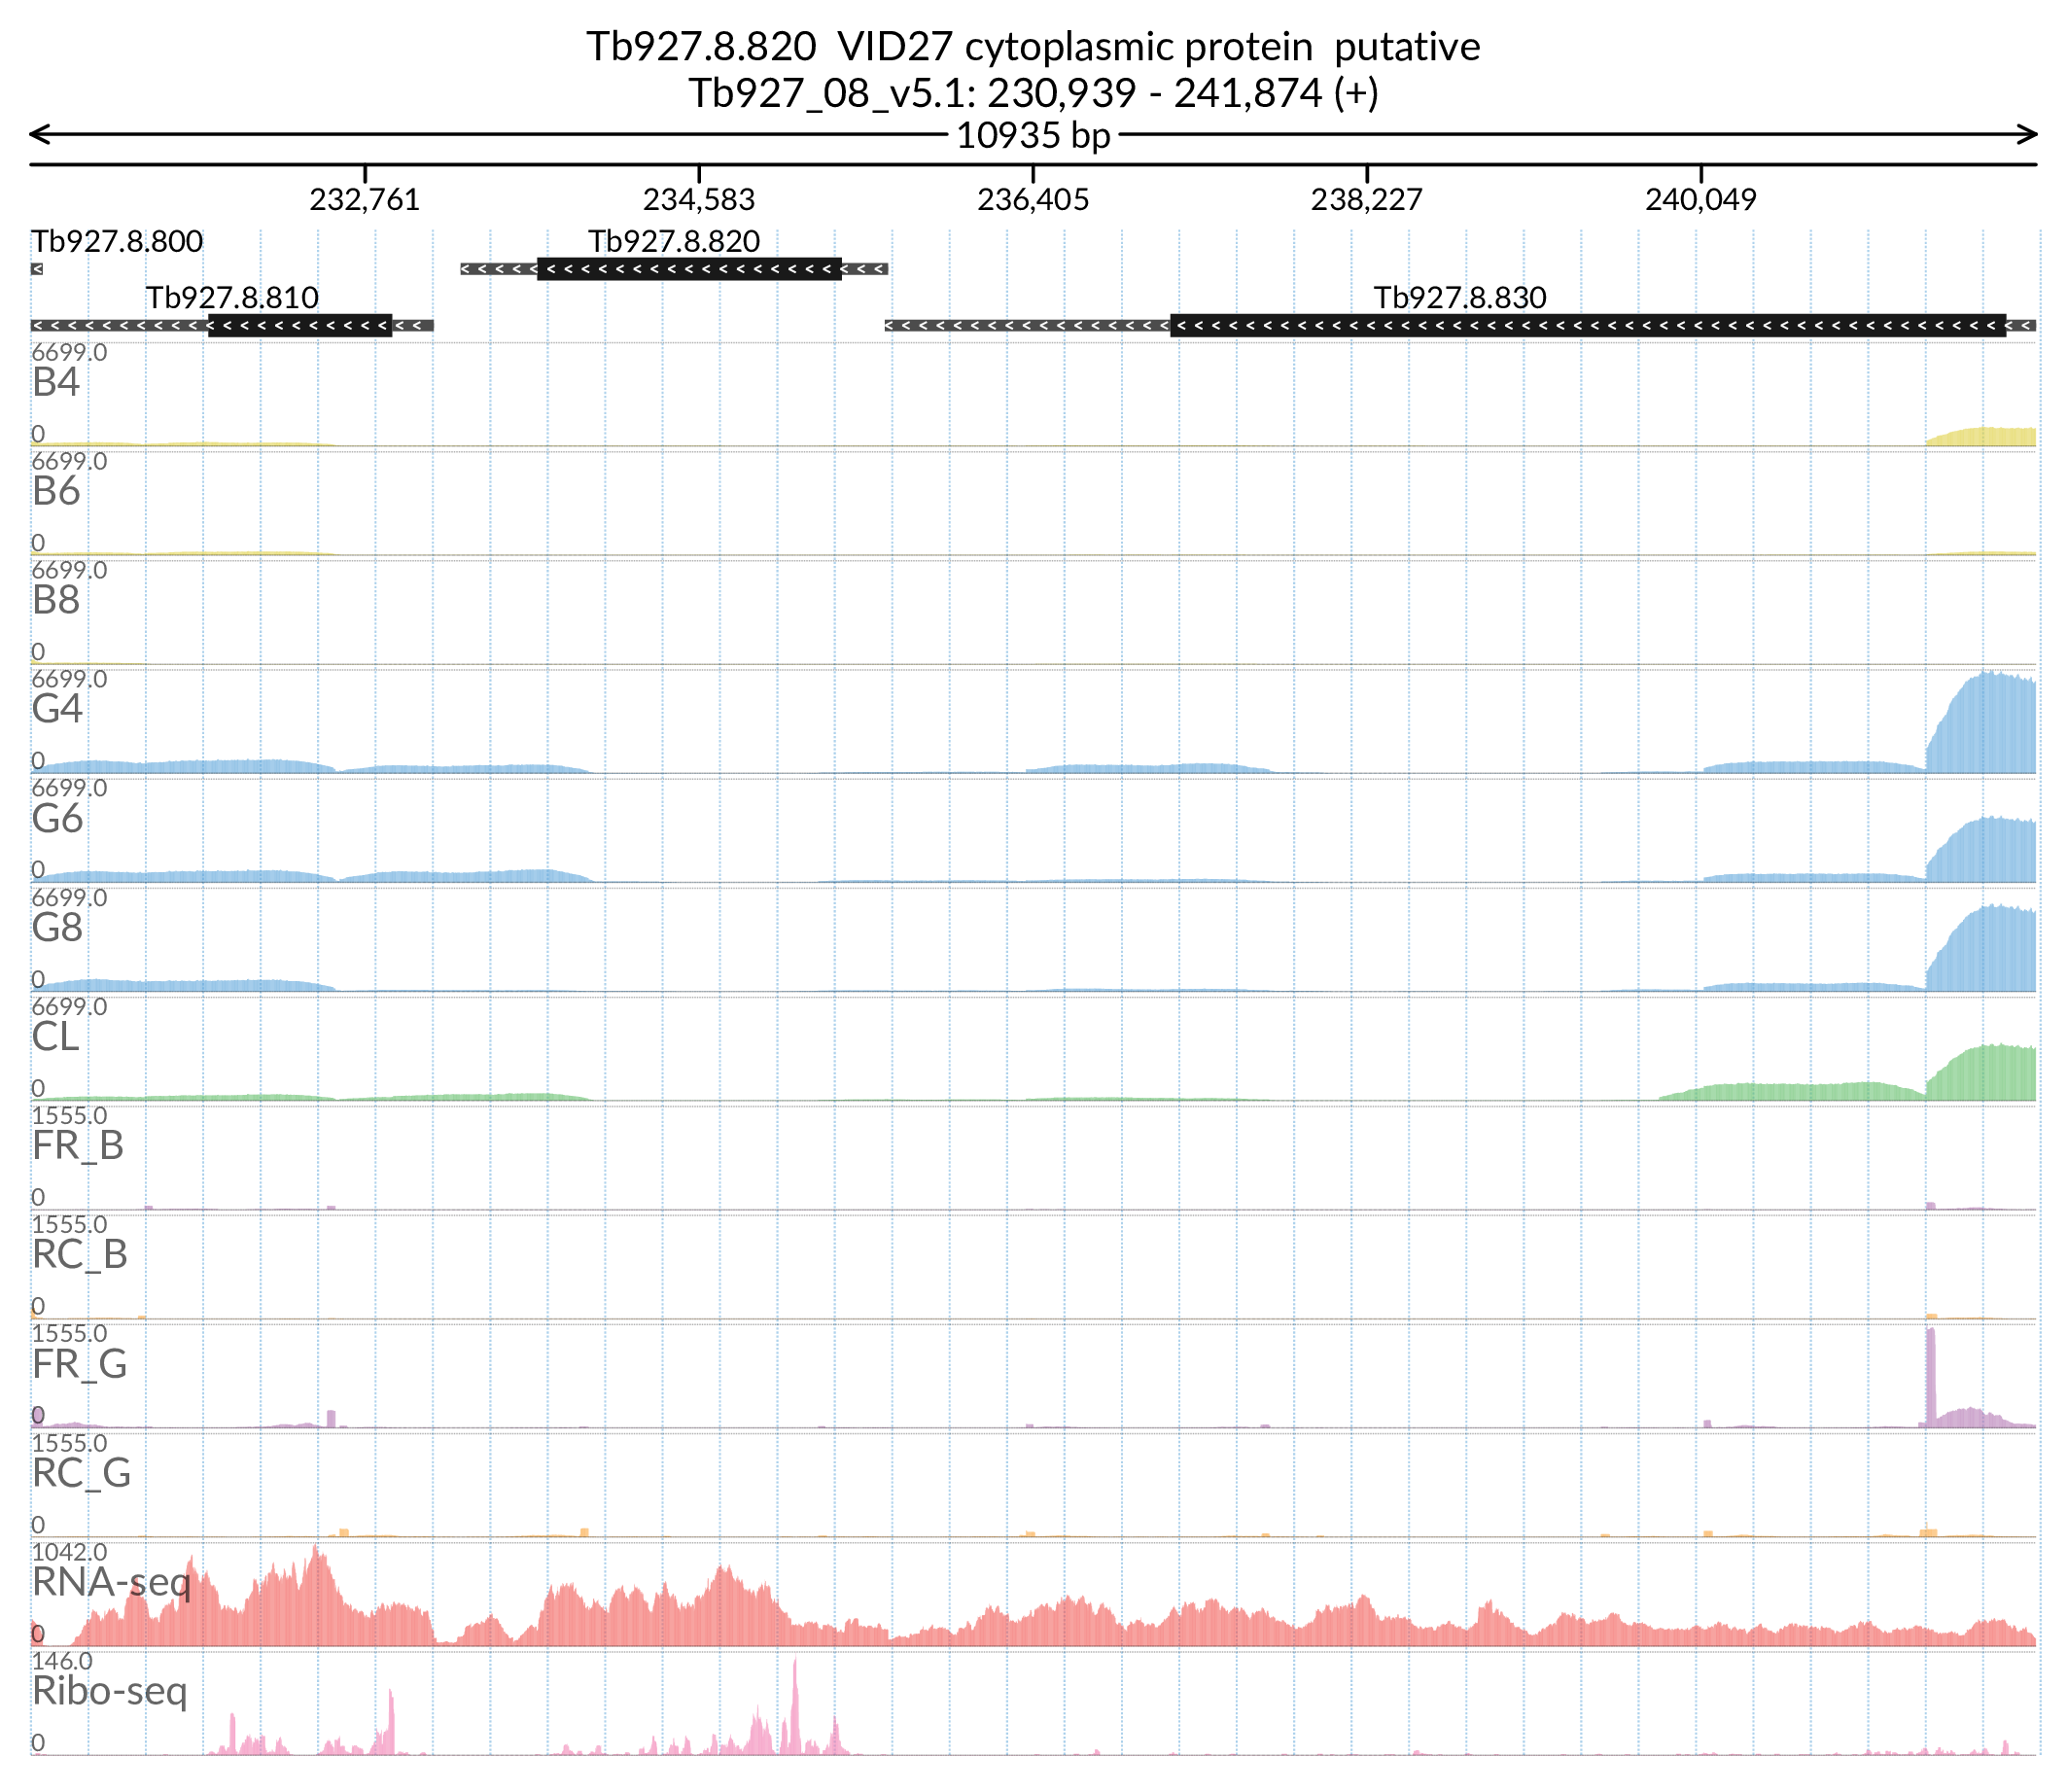 Tb927.8.820  VID27 cytoplasmic protein  putative
Tb927_08_v5.1: 230,939 - 241,874 (+)
10935 bp
232,761 234,583 236,405 238,227 240,049
Tb927.8.800 Tb927.8.820
Tb927.8.810 Tb927.8.830
6699.0
B4
0
6699.0
B6
0
6699.0
B8
0
6699.0
G4
0
6699.0
G6
0
6699.0
G8
0
6699.0
CL
0
1555.0
FR_B
0
1555.0
RC_B
0
1555.0
FR_G
0
1555.0
RC_G
0
1042.0
RNA-seq
0
146.0
Ribo-seq
0